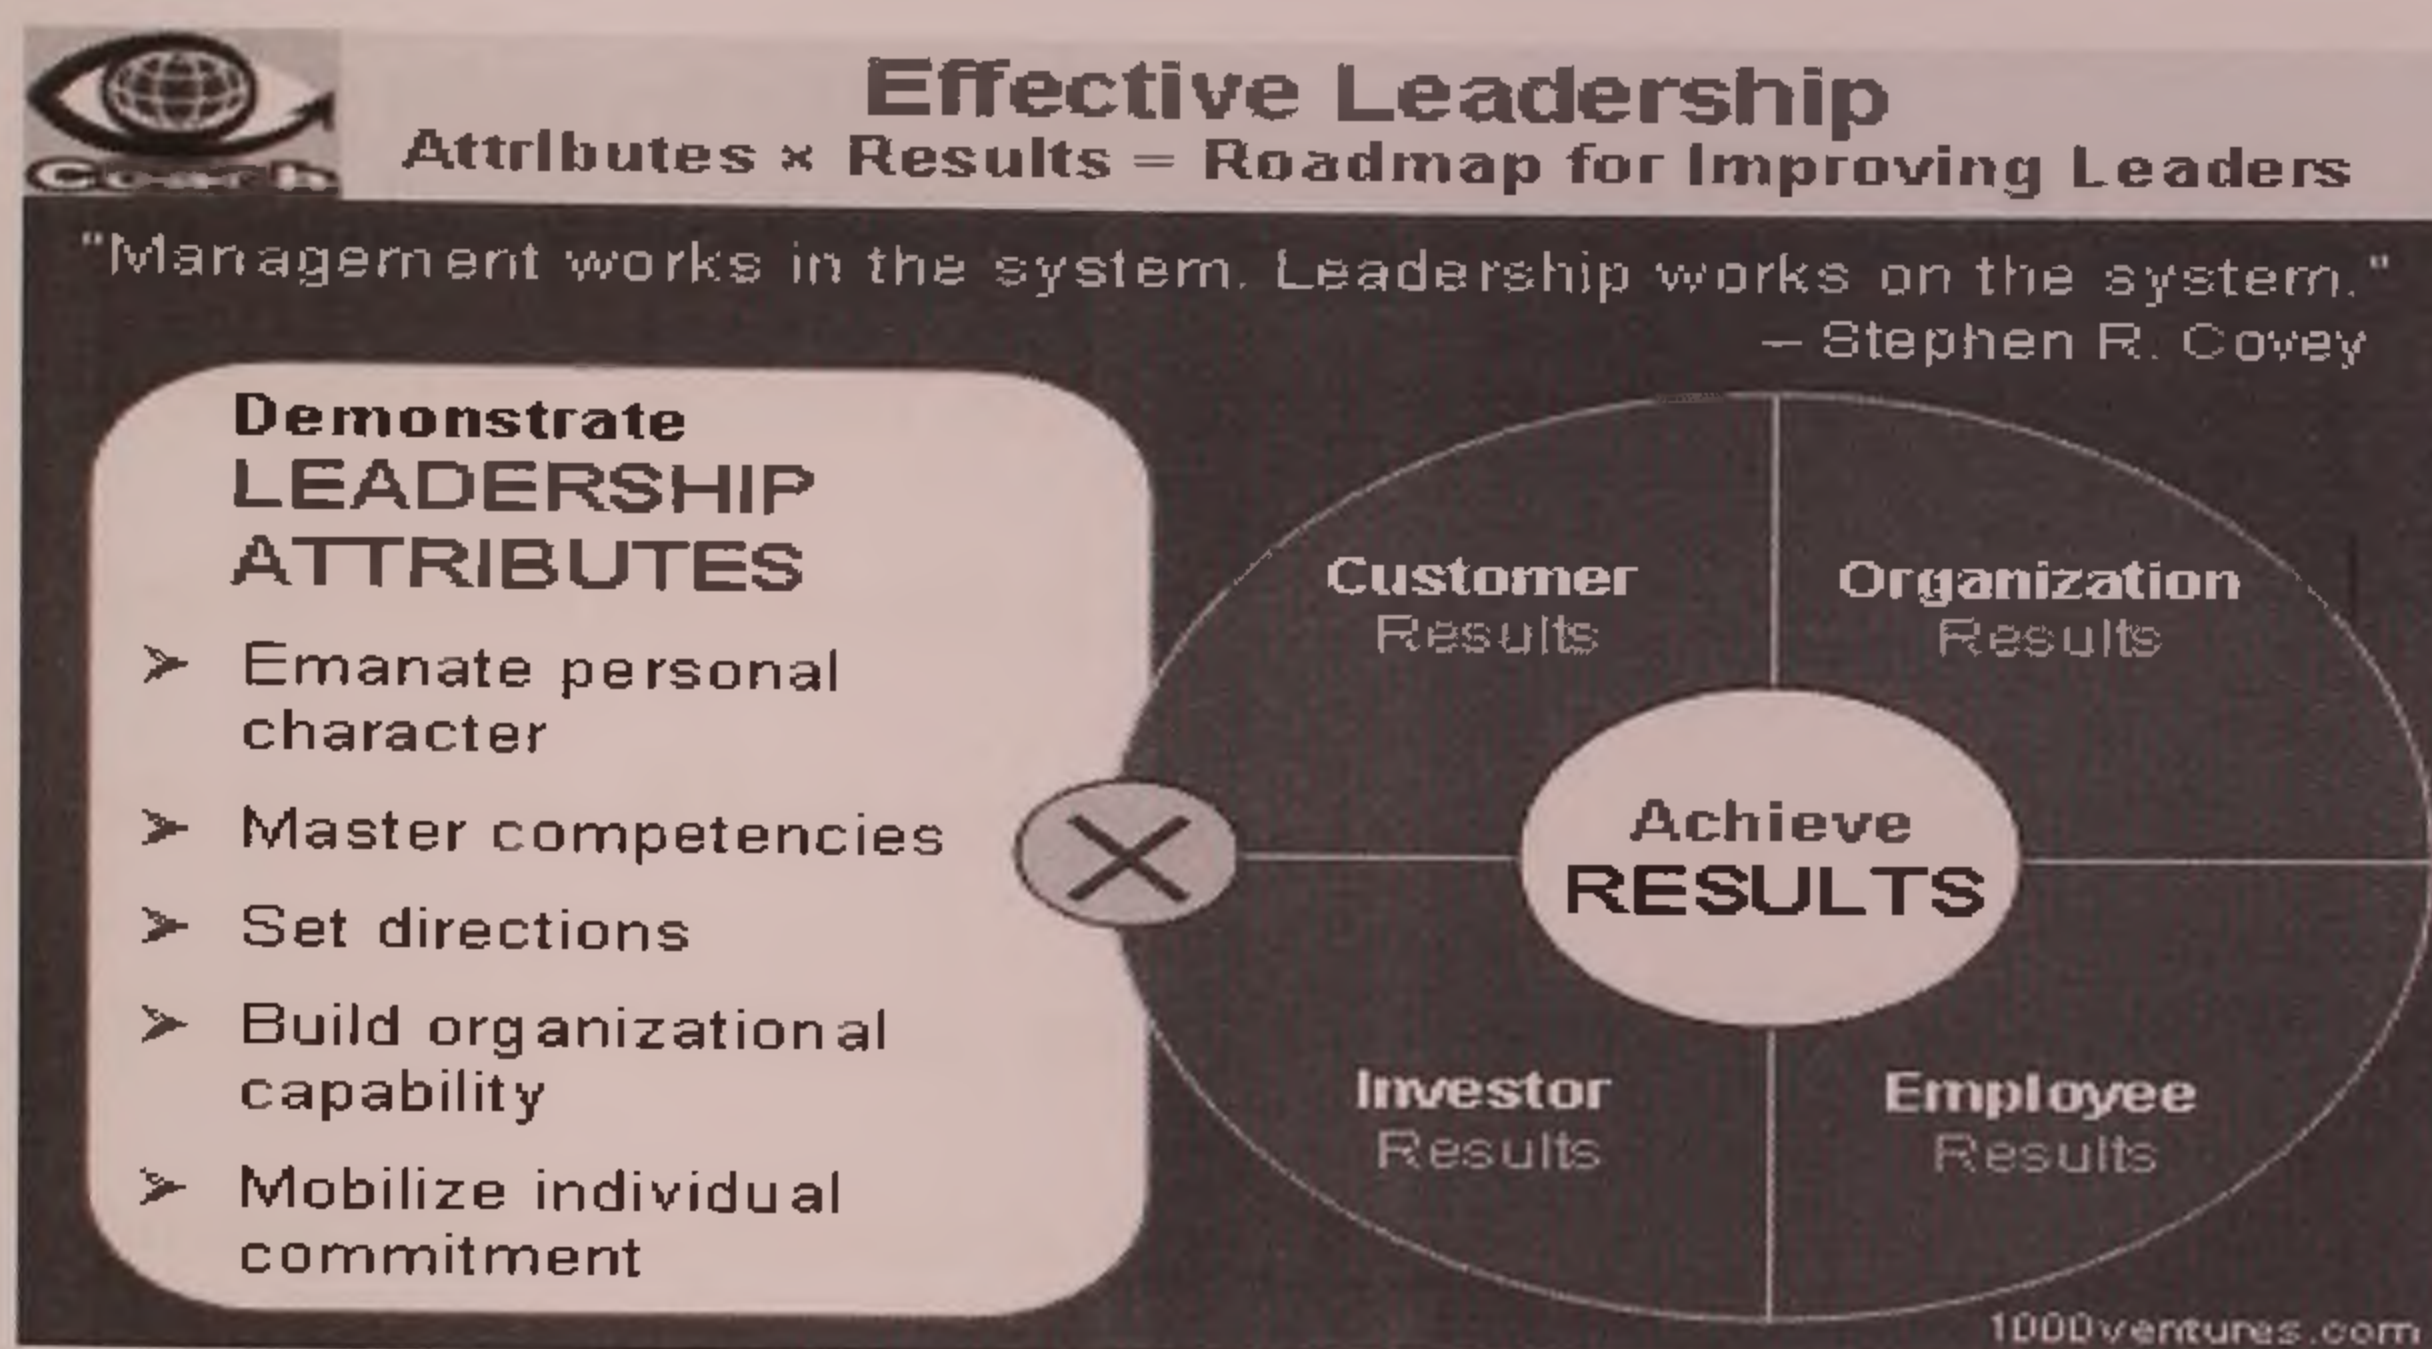 Coach
Effective Leadership
Attributes × Results = Roadmap for Improving Leaders
"Management works in the system. Leadership works on the system."
– Stephen R. Covey
Demonstrate
LEADERSHIP
ATTRIBUTES
➢ Emanate personal
character
➢ Master competencies
➢ Set directions
➢ Build organizational
capability
➢ Mobilize individual
commitment
×
Customer
Results
Organization
Results
Achieve
RESULTS
Investor
Results
Employee
Results
1000ventures.com